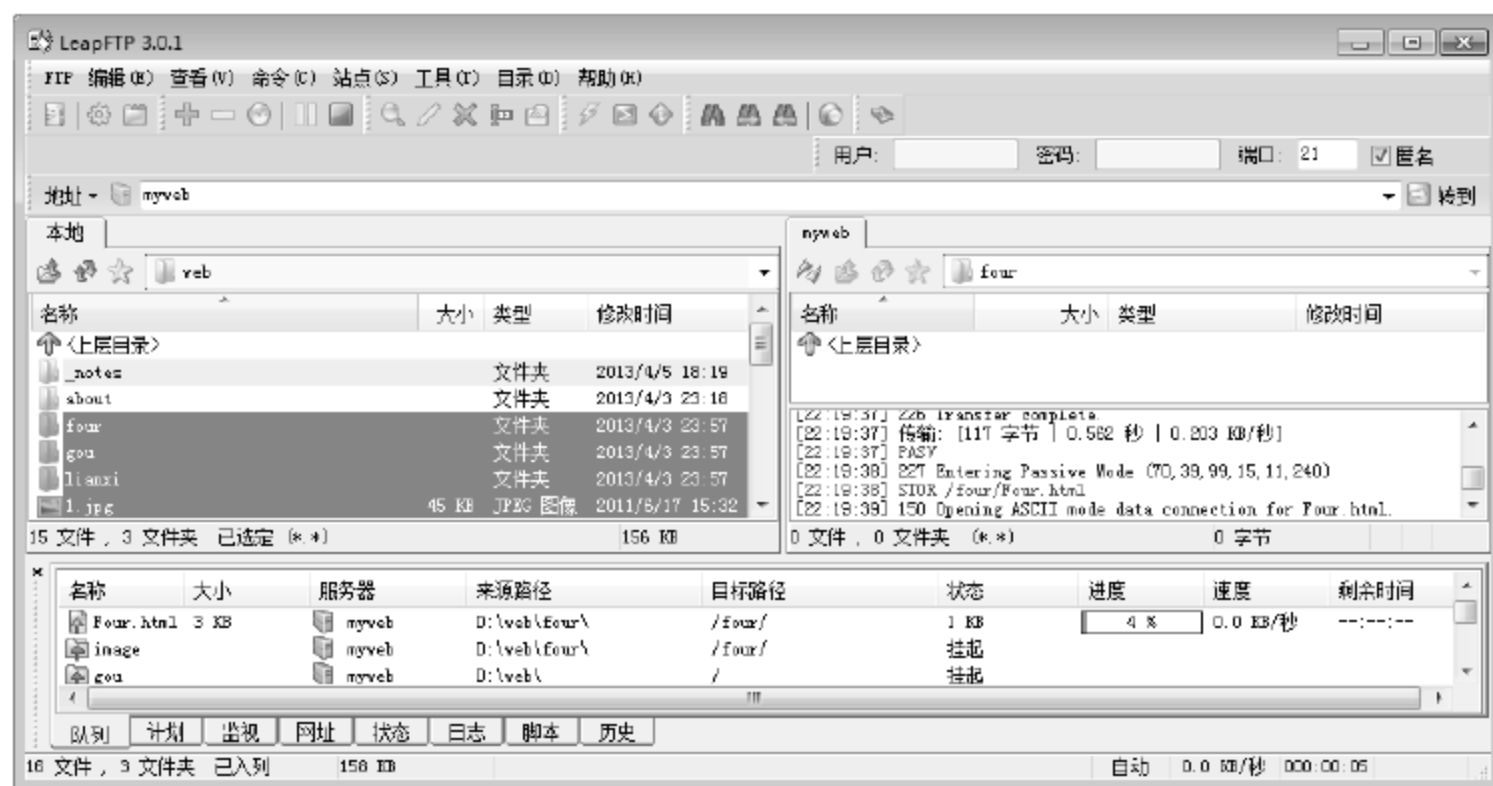 LeapFTP 3.0.1
FTP 编辑(E) 查看(V) 命令(C) 站点(S) 工具(T) 目录(D) 帮助(H)
用户: 密码: 端口: 21 匿名
地址 myweb 转到
本地
myweb
web
four
名称 大小 类型 修改时间
名称 大小 类型 修改时间
<上层目录>
<上层目录>
_notes 文件夹 2013/4/5 18:19
about 文件夹 2013/4/3 23:18
four 文件夹 2013/4/3 23:57
gou 文件夹 2013/4/3 23:57
lianxi 文件夹 2013/4/3 23:57
1.jpg 45 KB JPEG 图像 2011/6/17 15:32
[22:19:37] 226 Transfer complete.
[22:19:37] 传输: [117 字节 | 0.562 秒 | 0.203 KB/秒]
[22:19:37] PASV
[22:19:38] 227 Entering Passive Mode (70,39,99,15,11,240)
[22:19:38] STOR /four/Four.html
[22:19:39] 150 Opening ASCII mode data connection for Four.html.
15 文件 , 3 文件夹 已选定 (*.*) 156 KB
0 文件 , 0 文件夹 (*.*) 0 字节
名称 大小 服务器 来源路径 目标路径 状态 进度 速度 剩余时间
Four.html 3 KB myweb D:\web\four\ /four/ 1 KB 4 % 0.0 KB/秒 --:--:--
image myweb D:\web\four\ /four/ 挂起
gou myweb D:\web\ / 挂起
队列 计划 监视 网址 状态 日志 脚本 历史
16 文件 , 3 文件夹 已入列 158 KB 自动 0.0 KB/秒 000:00:05